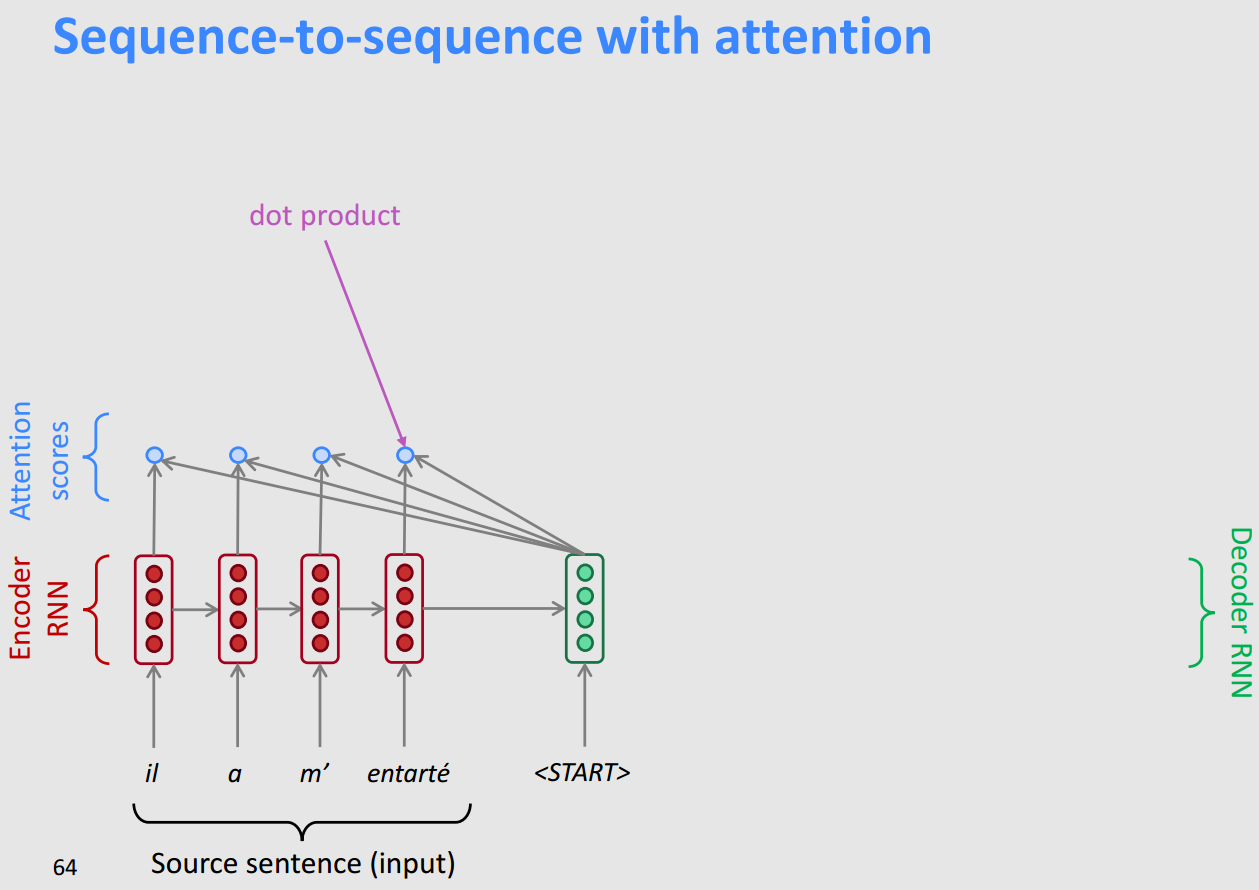 Sequence-to-sequence with attention
dot product
Attention
scores
Encoder
RNN
Decoder RNN
il a m’ entarté <START>
Source sentence (input)
64